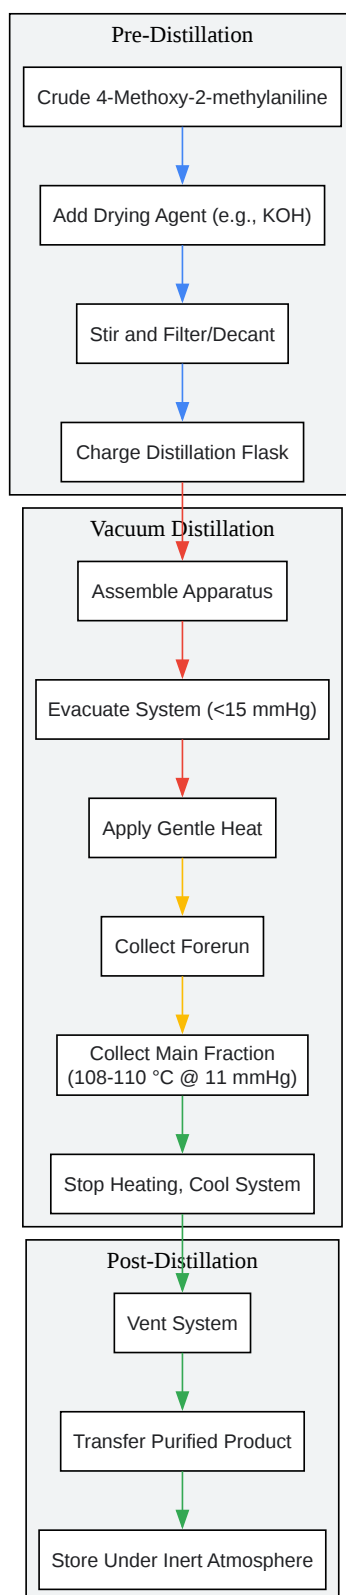 Pre-Distillation
Crude 4-Methoxy-2-methylaniline
Add Drying Agent (e.g., KOH)
Stir and Filter/Decant
Charge Distillation Flask
Vacuum Distillation
Assemble Apparatus
Evacuate System (<15 mmHg)
Apply Gentle Heat
Collect Forerun
Collect Main Fraction
(108-110 °C @ 11 mmHg)
Stop Heating, Cool System
Post-Distillation
Vent System
Transfer Purified Product
Store Under Inert Atmosphere